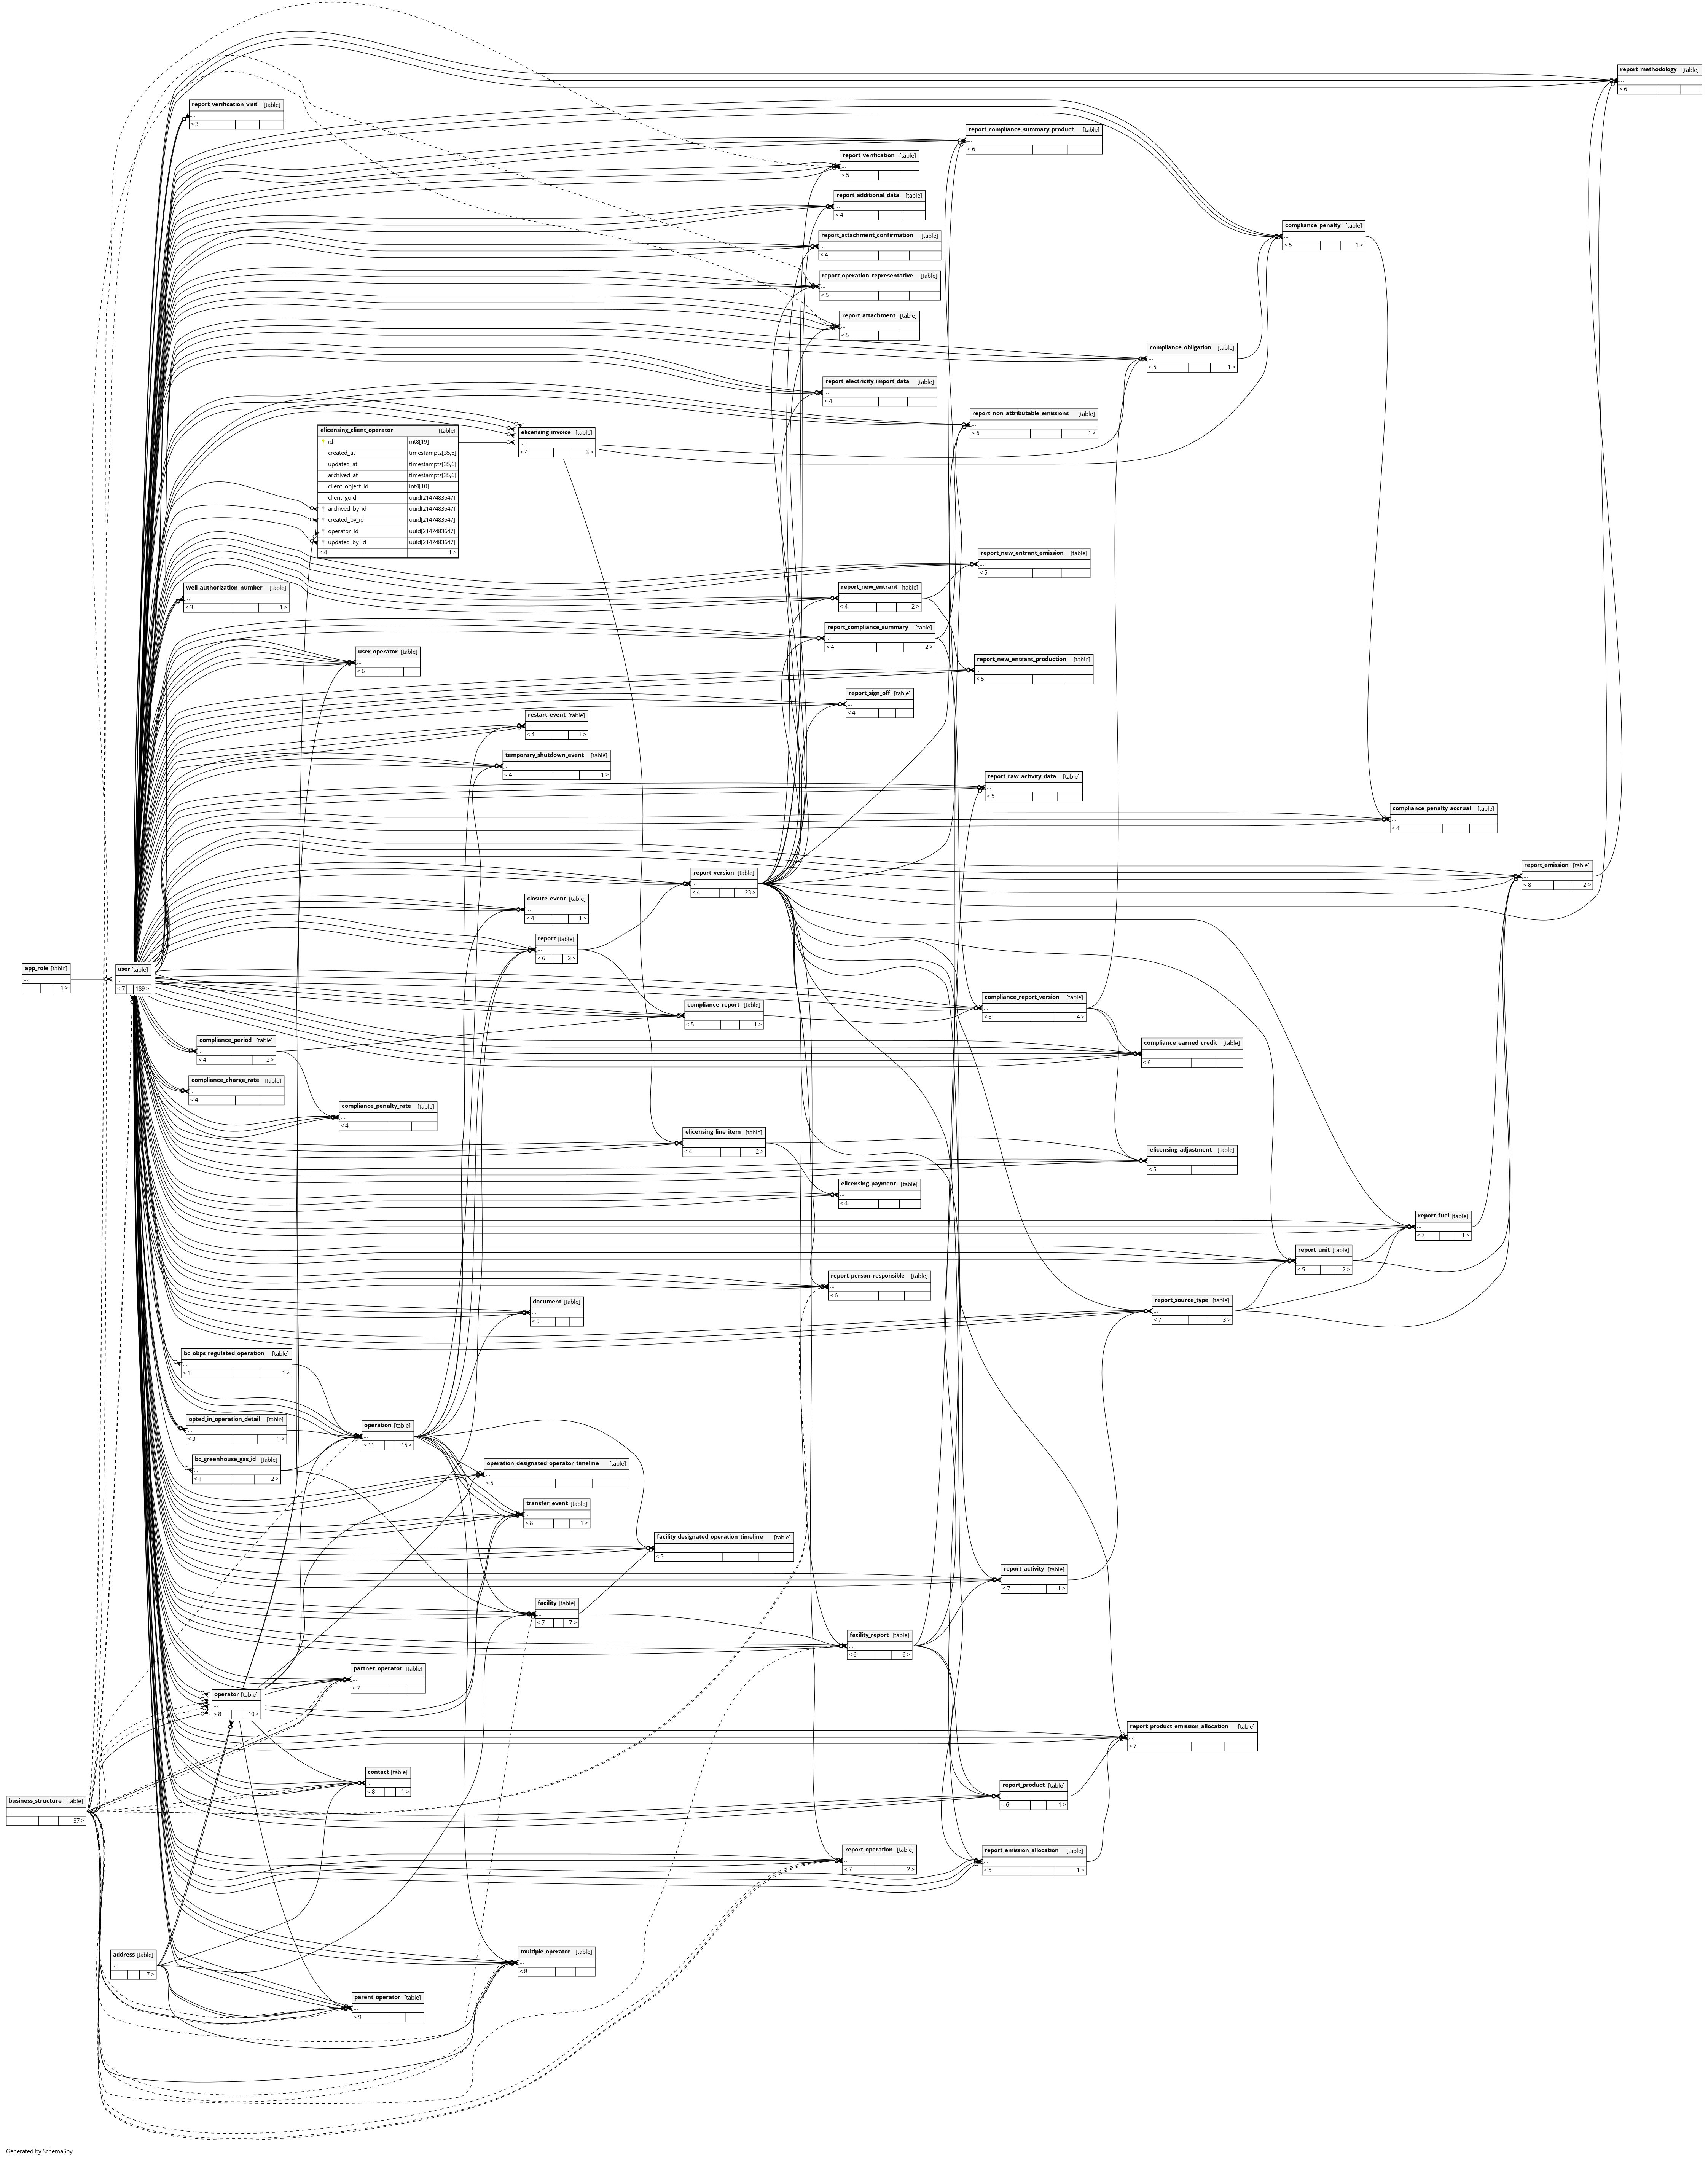 report_methodology [table]
...
< 6
report_verification_visit [table]
...
< 3
report_compliance_summary_product [table]
...
< 6
report_verification [table]
...
< 5
report_additional_data [table]
...
< 4
compliance_penalty [table]
...
< 5 1 >
report_attachment_confirmation [table]
...
< 4
report_operation_representative [table]
...
< 5
report_attachment [table]
...
< 5
compliance_obligation [table]
...
< 5 1 >
report_electricity_import_data [table]
...
< 4
report_non_attributable_emissions [table]
...
< 6 1 >
elicensing_client_operator [table]
id int8[19]
created_at timestamptz[35,6]
updated_at timestamptz[35,6]
archived_at timestamptz[35,6]
client_object_id int4[10]
client_guid uuid[2147483647]
archived_by_id uuid[2147483647]
created_by_id uuid[2147483647]
operator_id uuid[2147483647]
updated_by_id uuid[2147483647]
< 4 1 >
elicensing_invoice [table]
...
< 4 3 >
report_new_entrant_emission [table]
...
< 5
well_authorization_number [table]
...
< 3 1 >
report_new_entrant [table]
...
< 4 2 >
report_compliance_summary [table]
...
< 4 2 >
user_operator [table]
...
< 6
report_new_entrant_production [table]
...
< 5
report_sign_off [table]
...
< 4
restart_event [table]
...
< 4 1 >
temporary_shutdown_event [table]
...
< 4 1 >
report_raw_activity_data [table]
...
< 5
compliance_penalty_accrual [table]
...
< 4
report_version [table]
...
< 4 23 >
report_emission [table]
...
< 8 2 >
closure_event [table]
...
< 4 1 >
report [table]
...
< 6 2 >
app_role [table]
...
1 >
user [table]
...
< 7 189 >
compliance_report [table]
...
< 5 1 >
compliance_report_version [table]
...
< 6 4 >
compliance_period [table]
...
< 4 2 >
compliance_earned_credit [table]
...
< 6
compliance_charge_rate [table]
...
< 4
compliance_penalty_rate [table]
...
< 4
elicensing_line_item [table]
...
< 4 2 >
elicensing_adjustment [table]
...
< 5
elicensing_payment [table]
...
< 4
report_fuel [table]
...
< 7 1 >
report_unit [table]
...
< 5 2 >
report_person_responsible [table]
...
< 6
document [table]
...
< 5
report_source_type [table]
...
< 7 3 >
bc_obps_regulated_operation [table]
...
< 1 1 >
opted_in_operation_detail [table]
...
< 3 1 >
operation [table]
...
< 11 15 >
bc_greenhouse_gas_id [table]
...
< 1 2 >
operation_designated_operator_timeline [table]
...
< 5
transfer_event [table]
...
< 8 1 >
facility_designated_operation_timeline [table]
...
< 5
report_activity [table]
...
< 7 1 >
facility [table]
...
< 7 7 >
facility_report [table]
...
< 6 6 >
partner_operator [table]
...
< 7
operator [table]
...
< 8 10 >
report_product_emission_allocation [table]
...
< 7
contact [table]
...
< 8 1 >
report_product [table]
...
< 6 1 >
business_structure [table]
...
37 >
report_operation [table]
...
< 7 2 >
report_emission_allocation [table]
...
< 5 1 >
address [table]
...
7 >
multiple_operator [table]
...
< 8
parent_operator [table]
...
< 9
Generated by SchemaSpy